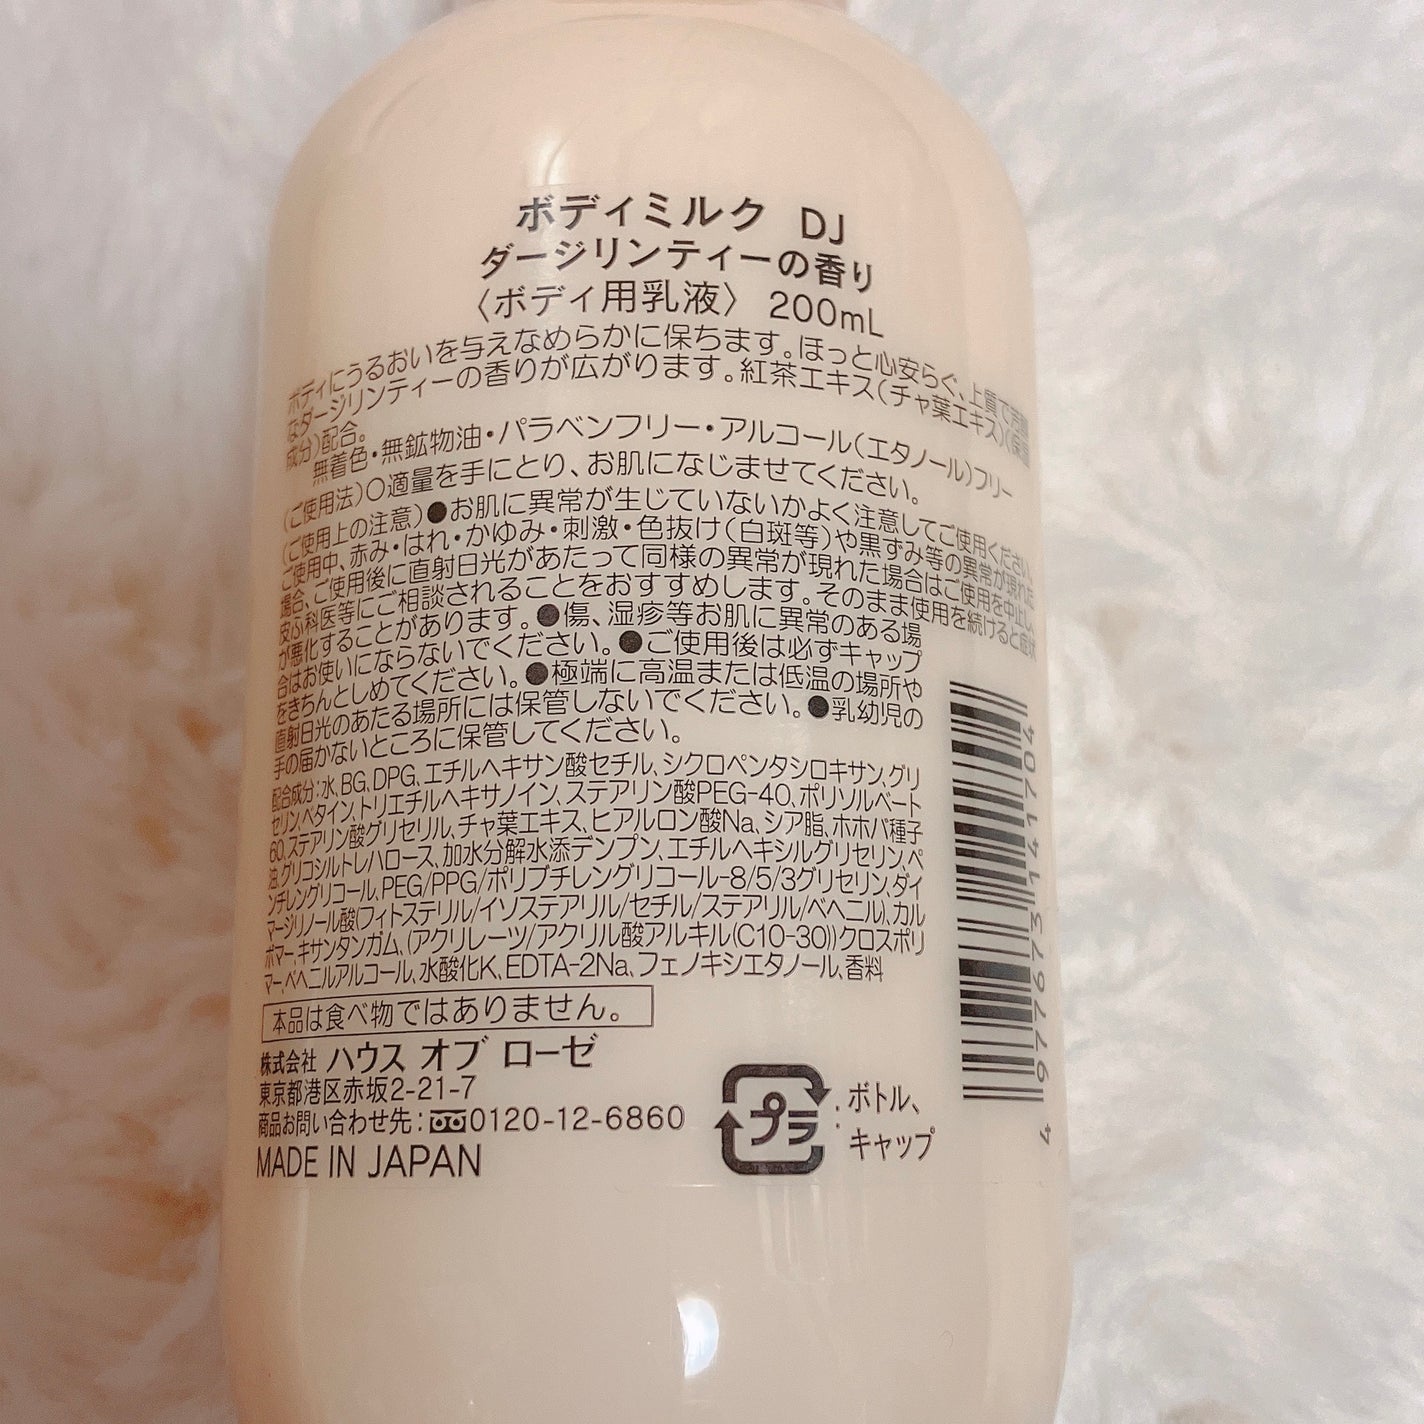 ボディミルク DJ
ダージリンティーの香り
〈ボディ用乳液〉 200mL
ボディにうるおいを与えなめらかに保ちます。ほっと心安らぐ、上質で芳醇
なダージリンティーの香りが広がります。紅茶エキス(チャ葉エキス)(保湿
成分)配合。
無着色・無鉱物油・パラベンフリー・アルコール(エタノール)フリー
(ご使用法)○適量を手にとり、お肌になじませてください。
(ご使用上の注意)●お肌に異常が生じていないかよく注意してご使用ください。
ご使用中、赤み・はれ・かゆみ・刺激・色抜け(白斑等)や黒ずみ等の異常が現れた
場合、ご使用後に直射日光があたって同様の異常が現れた場合はご使用を中止し、
皮ふ科医等にご相談されることをおすすめします。そのまま使用を続けると症状
が悪化することがあります。●傷、湿疹等お肌に異常のある場
合はお使いにならないでください。●ご使用後は必ずキャップ
をきちんとしめてください。●極端に高温または低温の場所や
直射日光のあたる場所には保管しないでください。●乳幼児の
手の届かないところに保管してください。
配合成分:水、BG、DPG、エチルヘキサン酸セチル、シクロペンタシロキサン、グリ
セリン、ベタイン、トリエチルヘキサノイン、ステアリン酸PEG-40、ポリソルベート
60、ステアリン酸グリセリル、チャ葉エキス、ヒアルロン酸Na、シア脂、ホホバ種子
油、グリコシルトレハロース、加水分解水添デンプン、エチルヘキシルグリセリン、ペ
ンチレングリコール、PEG/PPG/ポリブチレングリコール-8/5/3グリセリン、ダイ
マージリノール酸(フィトステリル/イソステアリル/セチル/ステアリル/ベヘニル)、カル
ボマー、キサンタンガム、(アクリレーツ/アクリル酸アルキル(C10-30))クロスポリ
マー、ベヘニルアルコール、水酸化K、EDTA-2Na、フェノキシエタノール、香料
本品は食べ物ではありません。
株式会社 ハウス オブ ローゼ
東京都港区赤坂2-21-7
商品お問い合わせ先:0120-12-6860
MADE IN JAPAN
プラ
:ボトル、
キャップ
4 977673 141704